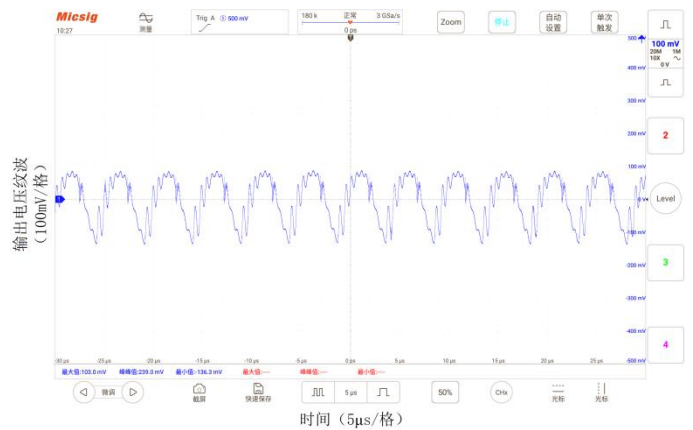 Micsig
10:27
测量
Trig A ① 500 mV
180 k 正常 3 GSa/s
0 ps
Zoom
停止
自动
设置
单次
触发
100 mV
20M 1M
10X
0 V
500 mV
400 mV
300 mV
200 mV
100 mV
0 V
-100 mV
-200 mV
-300 mV
-400 mV
-500 mV
1
2
Level
3
4
输出电压纹波
(100mV/格)
-30 μs -25 μs -20 μs -15 μs -10 μs -5 μs 0 ps 5 μs 10 μs 15 μs 20 μs 25 μs
最大值:103.0 mV 峰峰值:239.0 mV 最小值:-136.3 mV 最大值:--- 峰峰值:--- 最小值:---
微调
截屏
快速保存
5 μs
50%
CHx
光标
光标
时间（5μs/格）